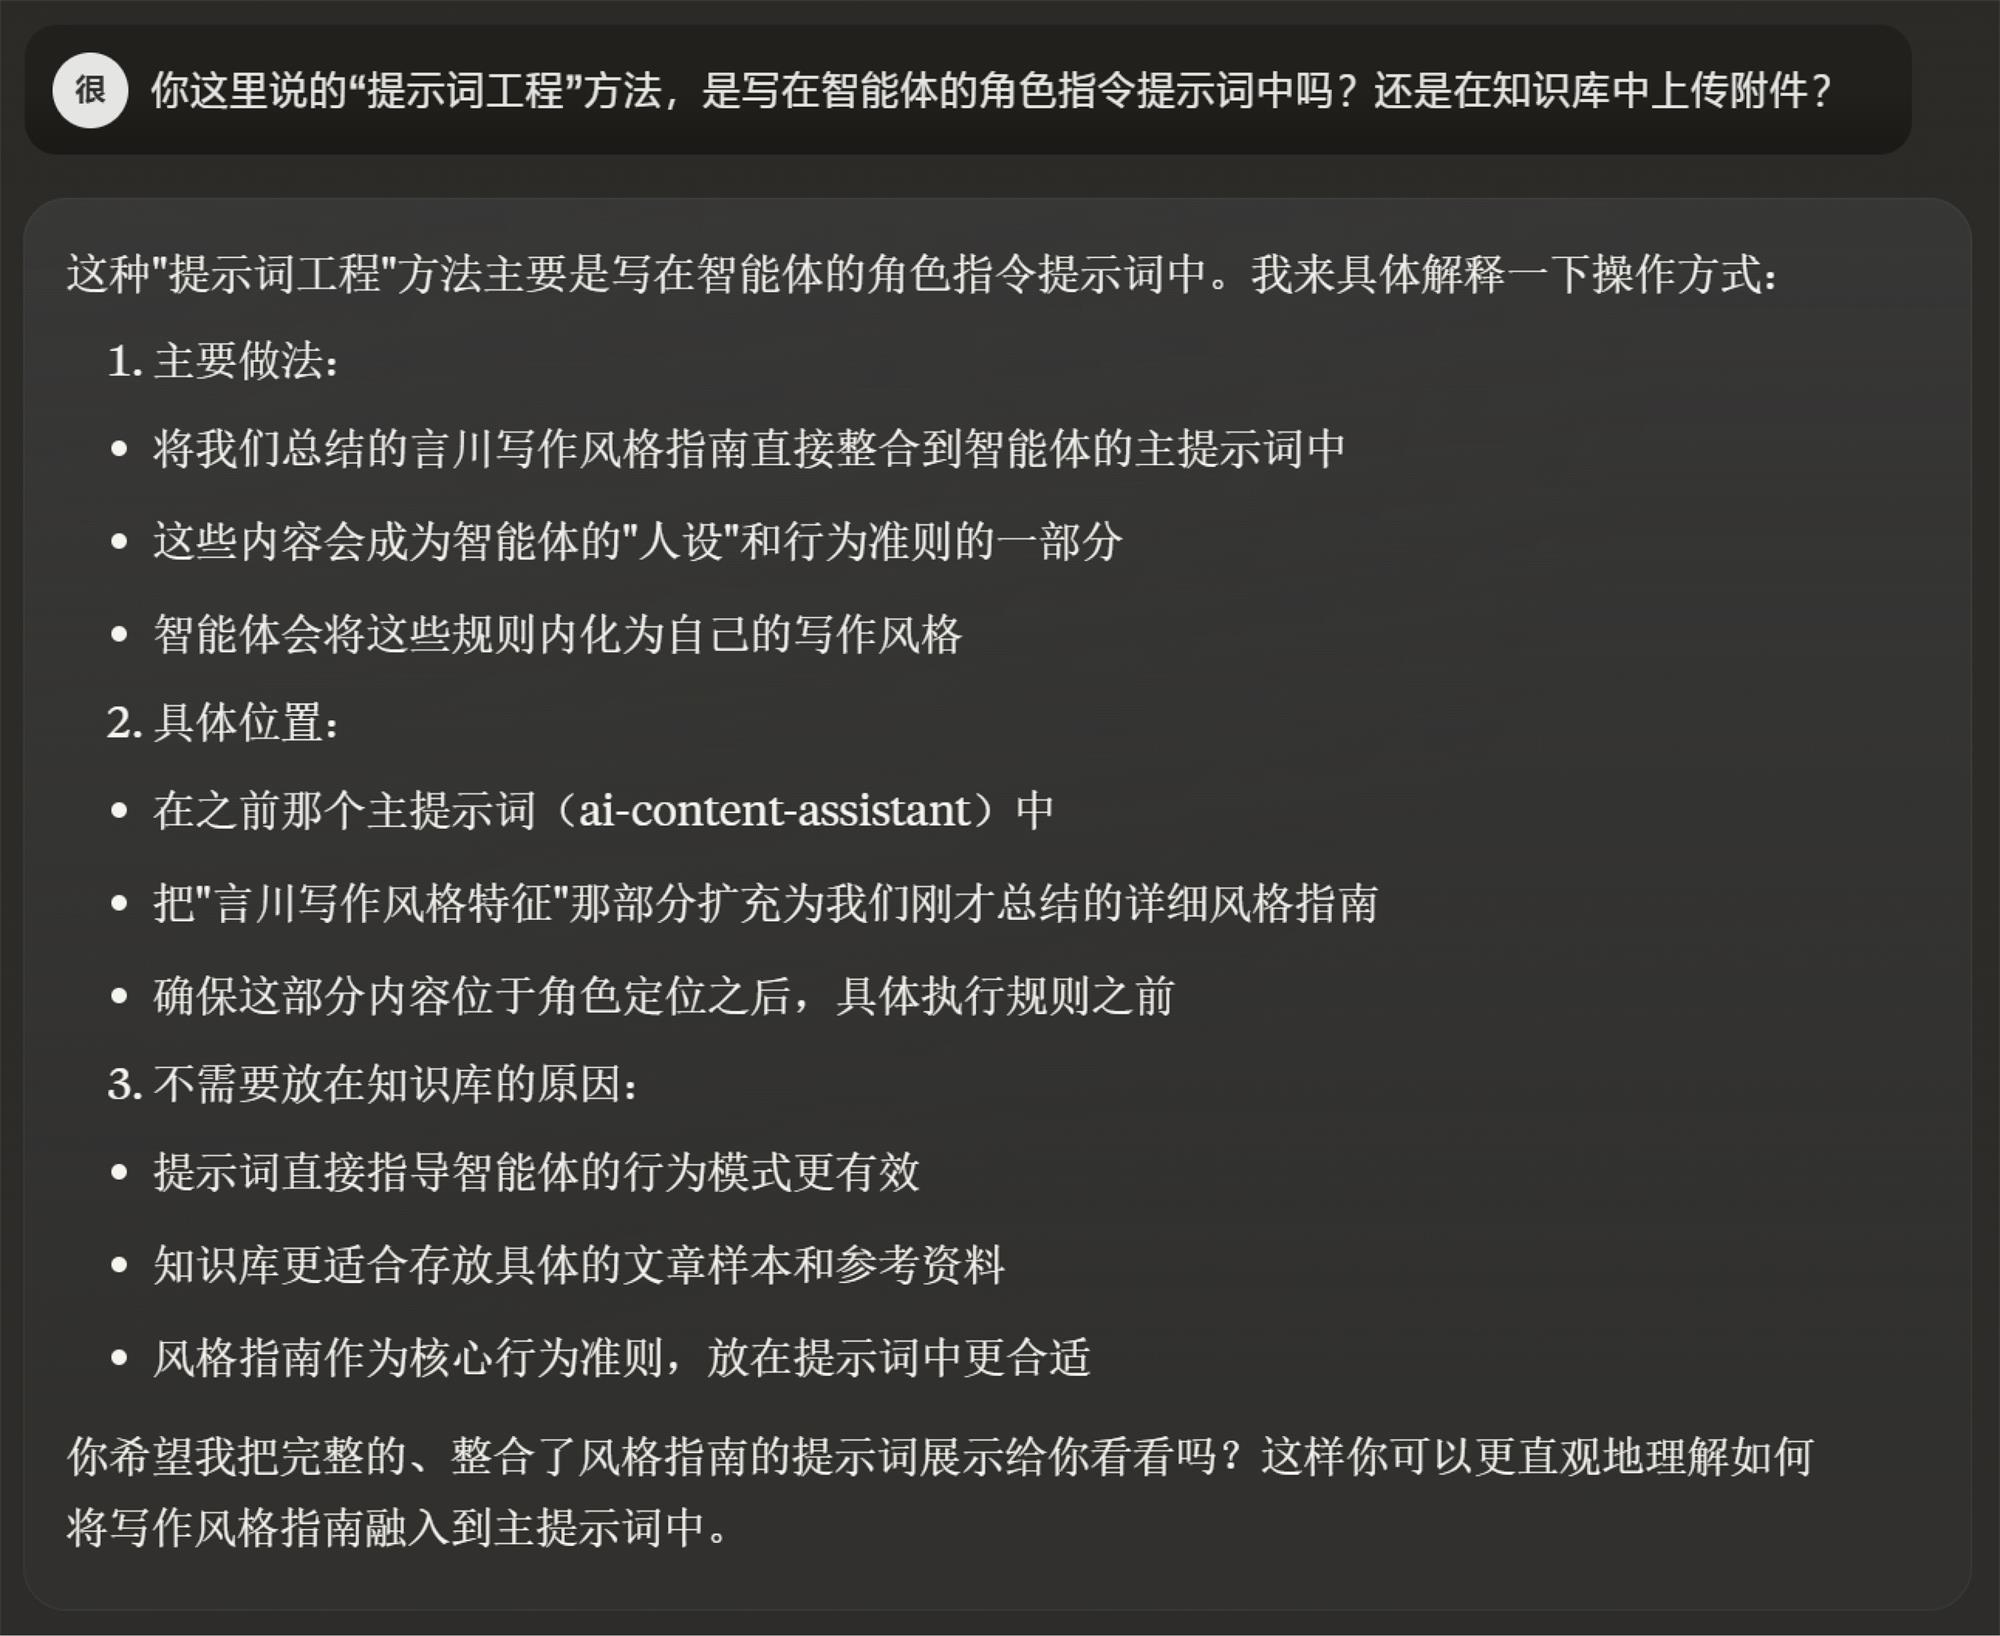 很
你这里说的“提示词工程”方法，是写在智能体的角色指令提示词中吗？还是在知识库中上传附件？
这种"提示词工程"方法主要是写在智能体的角色指令提示词中。我来具体解释一下操作方式：
1. 主要做法：
• 将我们总结的言川写作风格指南直接整合到智能体的主提示词中
• 这些内容会成为智能体的"人设"和行为准则的一部分
• 智能体会将这些规则内化为自己的写作风格
2. 具体位置：
• 在之前那个主提示词（ai-content-assistant）中
• 把"言川写作风格特征"那部分扩充为我们刚才总结的详细风格指南
• 确保这部分内容位于角色定位之后，具体执行规则之前
3. 不需要放在知识库的原因：
• 提示词直接指导智能体的行为模式更有效
• 知识库更适合存放具体的文章样本和参考资料
• 风格指南作为核心行为准则，放在提示词中更合适
你希望我把完整的、整合了风格指南的提示词展示给你看看吗？这样你可以更直观地理解如何
将写作风格指南融入到主提示词中。